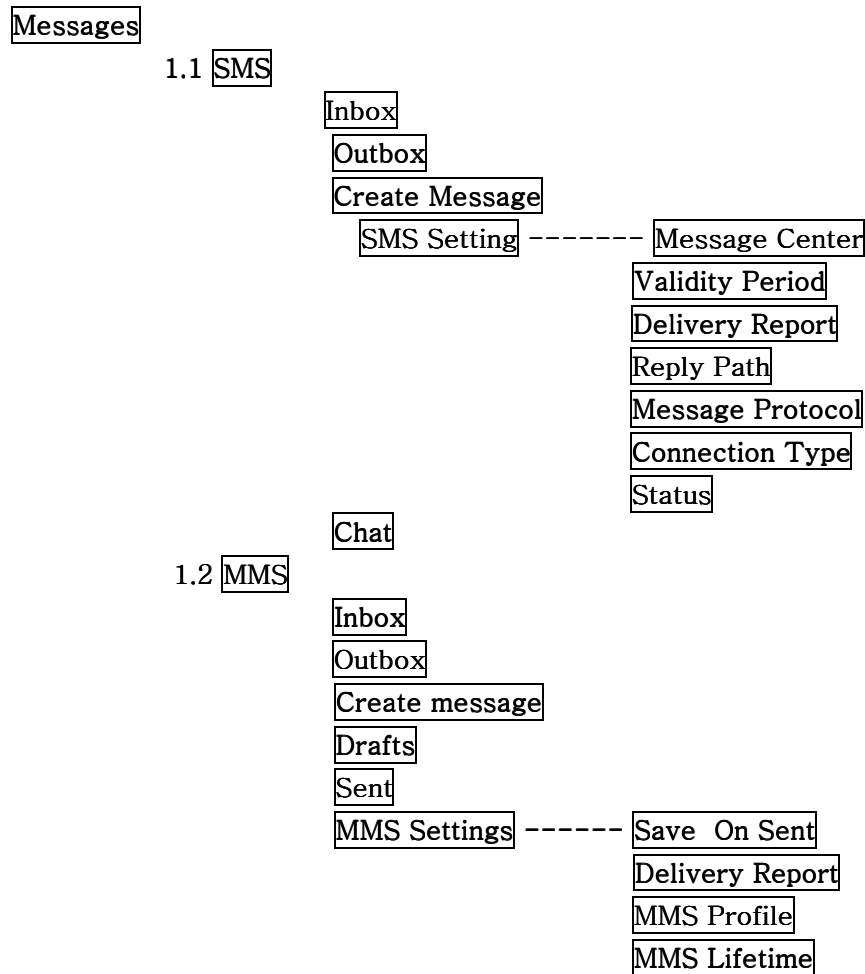 Messages
1.1 SMS
Inbox
Outbox
Create Message
SMS Setting ------- Message Center
Validity Period
Delivery Report
Reply Path
Message Protocol
Connection Type
Status
Chat
1.2 MMS
Inbox
Outbox
Create message
Drafts
Sent
MMS Settings ------ Save On Sent
Delivery Report
MMS Profile
MMS Lifetime